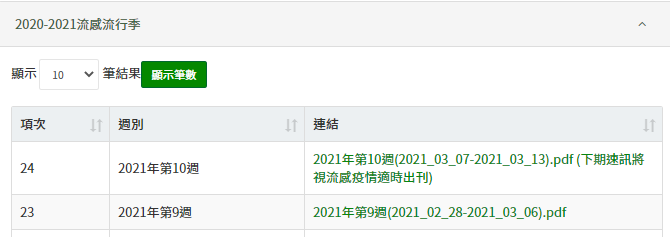 2020-2021流感流行季
顯示 10 筆結果 顯示筆數
項次 週別 連結
24 2021年第10週 2021年第10週(2021_03_07-2021_03_13).pdf (下期速訊將
視流感疫情適時出刊)
23 2021年第9週 2021年第9週(2021_02_28-2021_03_06).pdf